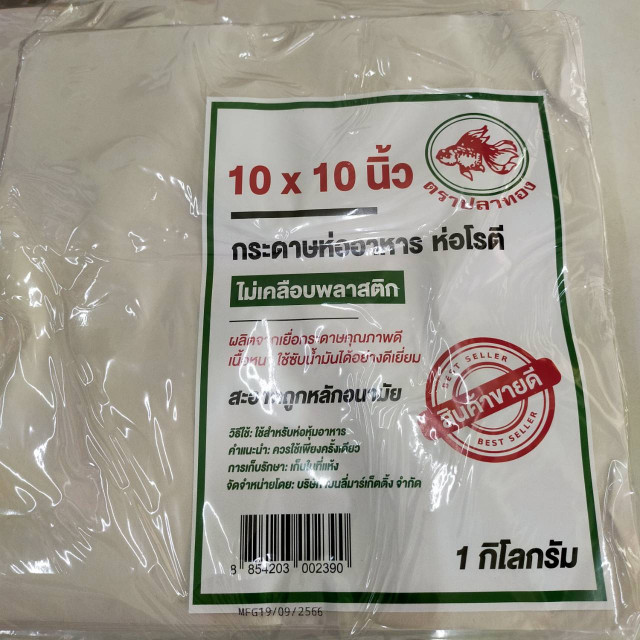 10 x 10 นิ้ว
ตราปลาทอง
กระดาษห่ออาหาร ห่อโรตี
ไม่เคลือบพลาสติก
ผลิตจากเยื่อกระดาษคุณภาพดี
เนื้อหนา ใช้ซับน้ำมันได้อย่างดีเยี่ยม
สะอาดถูกหลักอนามัย
BEST SELLER
สินค้าขายดี
BEST SELLER
วิธีใช้: ใช้สำหรับห่อหุ้มอาหาร
คำแนะนำ: ควรใช้เพียงครั้งเดียว
การเก็บรักษา: เก็บในที่แห้ง
จัดจำหน่ายโดย: บริษัท มาร์เก็ตติ้ง จำกัด
8 854203 002390
1 กิโลกรัม
MFG19/09/2566